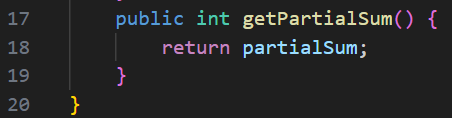 17 public int getPartialSum() {
18 return partialSum;
19 }
20 }